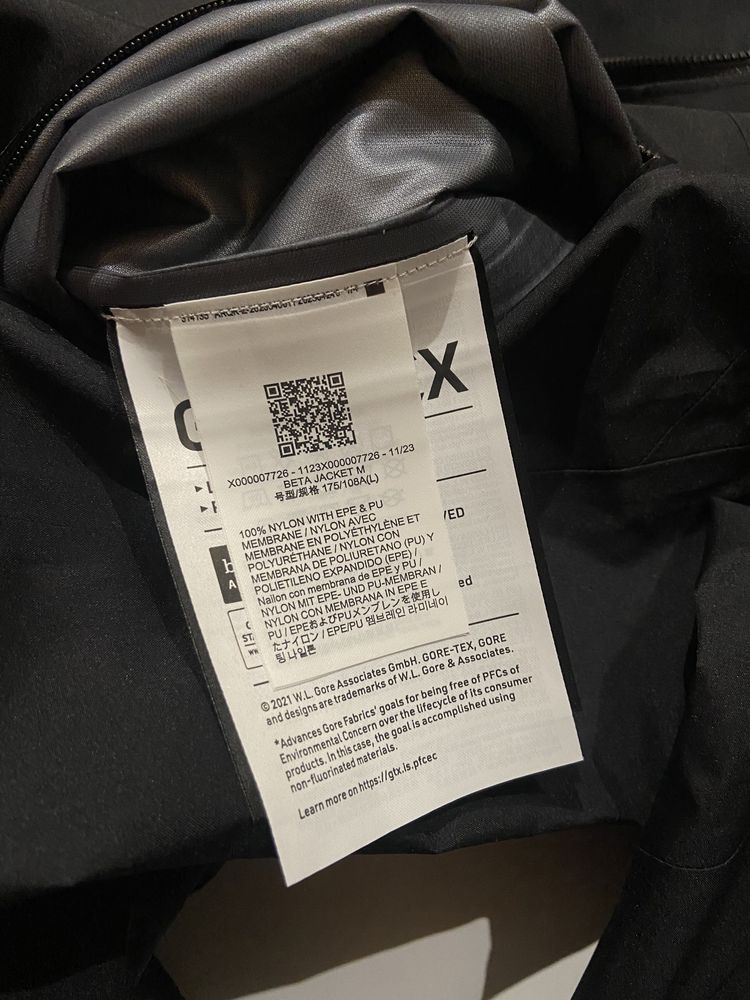 X000007726 - 1123X000007726 - 11/23
BETA JACKET M
号型/规格 175/108A(L)
100% NYLON WITH EPE & PU
MEMBRANE / NYLON AVEC
MEMBRANE EN POLYÉTHYLÈNE ET
POLYURÉTHANE / NYLON CON
MEMBRANA DE POLIURETANO (PU) Y
POLIETILENO EXPANDIDO (EPE) /
Nailon con membrana de EPE y PU /
NYLON MIT EPE- UND PU-MEMBRAN /
NYLON CON MEMBRANA IN EPE E
PU / EPEおよびPUメンブレンを使用し
たナイロン / EPE/PU 멤브레인 라미네이
팅 나일론
©2021 W.L. Gore Associates GmbH. GORE-TEX, GORE
and designs are trademarks of W.L. Gore & Associates.
*Advances Gore Fabrics' goals for being free of PFCs of
Environmental Concern over the lifecycle of its consumer
products. In this case, the goal is accomplished using
non-fluorinated materials.
Learn more on https://gtx.is.pfcec